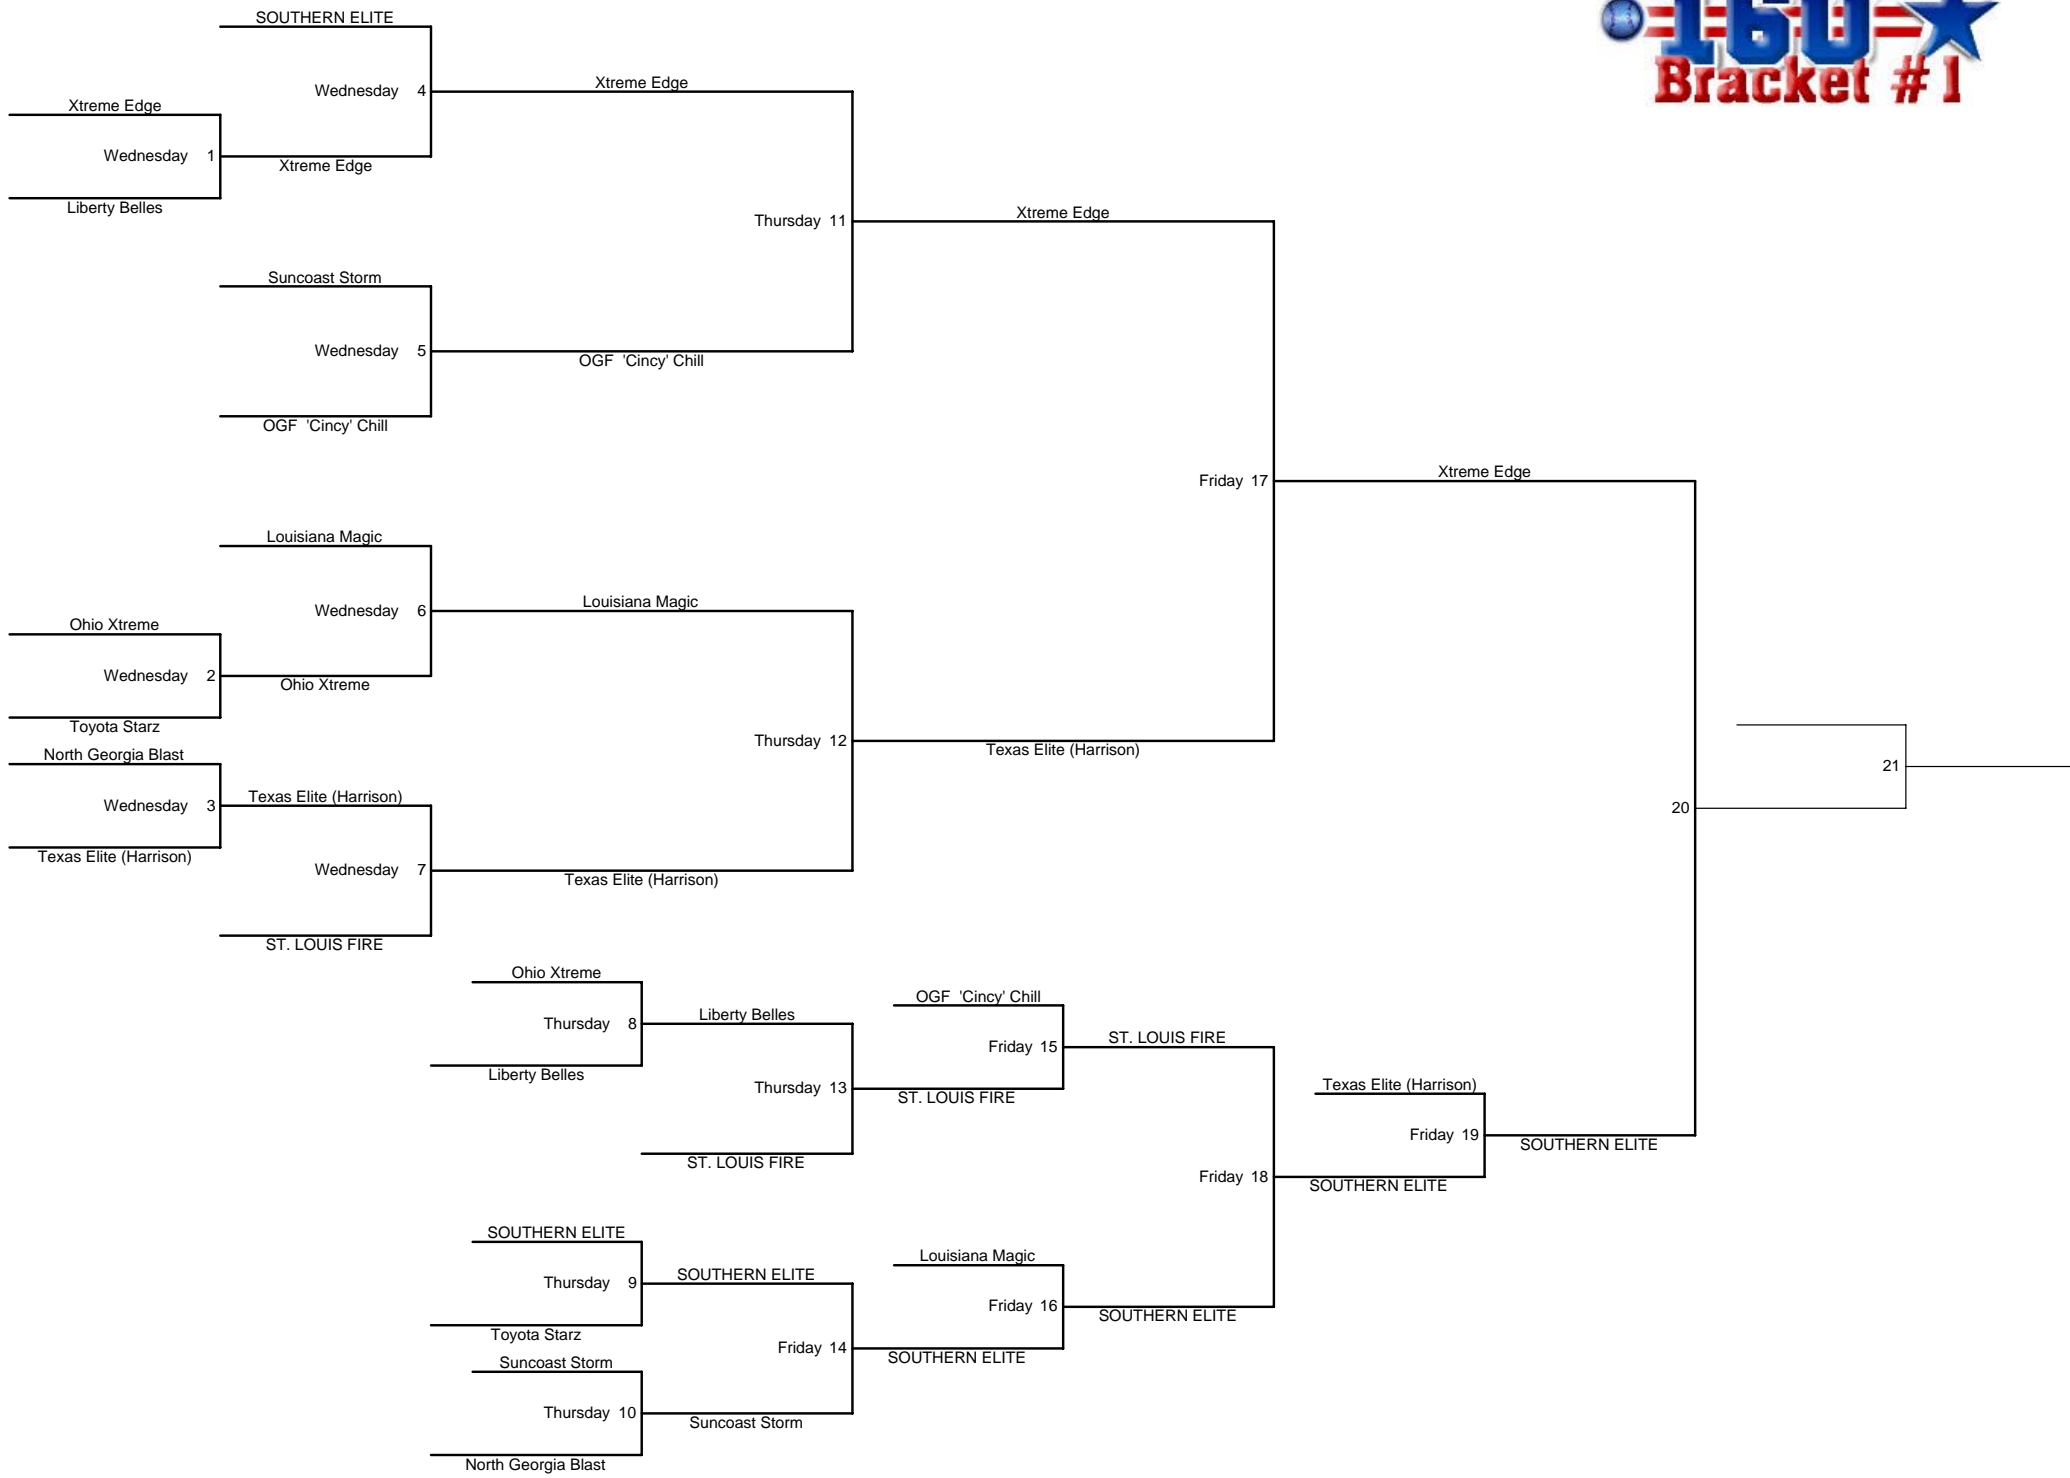 16U
Bracket #1
SOUTHERN ELITE
Wednesday 4
Xtreme Edge
Xtreme Edge
Wednesday 1
Xtreme Edge
Liberty Belles
Thursday 11
Xtreme Edge
Suncoast Storm
Wednesday 5
OGF 'Cincy' Chill
OGF 'Cincy' Chill
Friday 17
Xtreme Edge
Louisiana Magic
Wednesday 6
Louisiana Magic
Ohio Xtreme
Wednesday 2
Ohio Xtreme
Toyota Starz
North Georgia Blast
Thursday 12
Texas Elite (Harrison)
Wednesday 3
Texas Elite (Harrison)
Texas Elite (Harrison)
Wednesday 7
Texas Elite (Harrison)
ST. LOUIS FIRE
21
20
Ohio Xtreme
Thursday 8
Liberty Belles
Liberty Belles
OGF 'Cincy' Chill
Friday 15
ST. LOUIS FIRE
Thursday 13
ST. LOUIS FIRE
ST. LOUIS FIRE
Texas Elite (Harrison)
Friday 19
SOUTHERN ELITE
Friday 18
SOUTHERN ELITE
SOUTHERN ELITE
Thursday 9
SOUTHERN ELITE
Toyota Starz
Louisiana Magic
Friday 16
SOUTHERN ELITE
Friday 14
SOUTHERN ELITE
Suncoast Storm
Thursday 10
Suncoast Storm
North Georgia Blast